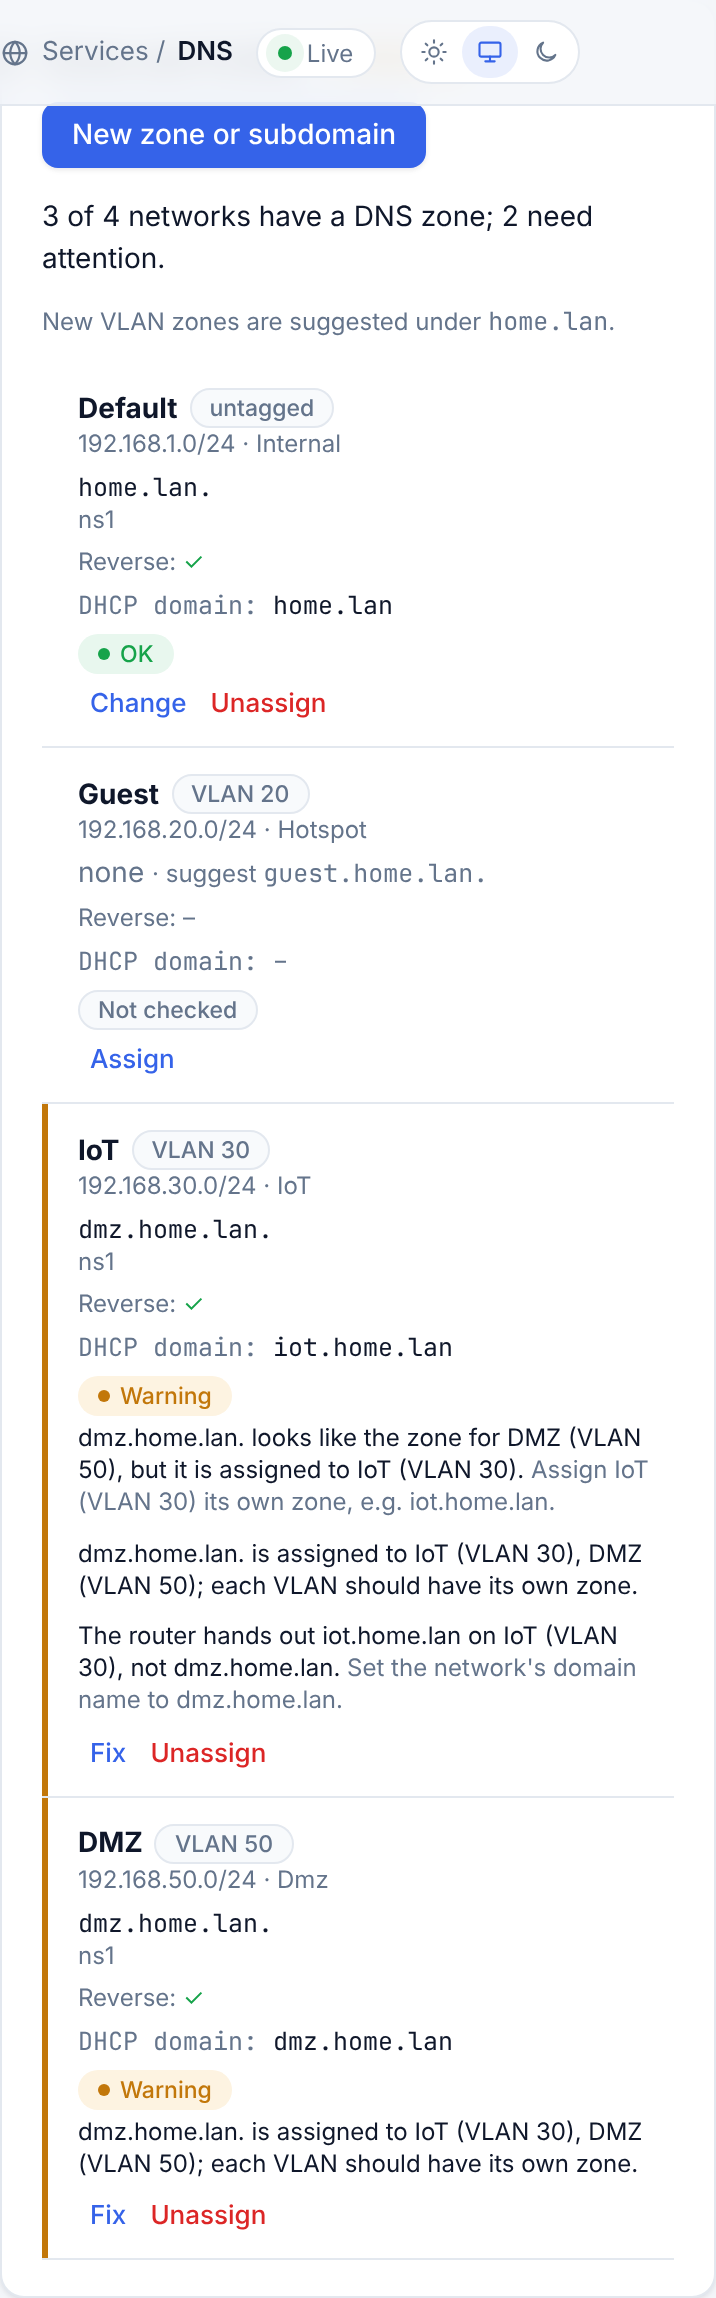 Services / DNS Live
New zone or subdomain
3 of 4 networks have a DNS zone; 2 need
attention.
New VLAN zones are suggested under home.lan.
Default untagged
192.168.1.0/24 · Internal
home.lan.
ns1
Reverse: ✓
DHCP domain: home.lan
OK
Change Unassign
Guest VLAN 20
192.168.20.0/24 · Hotspot
none · suggest guest.home.lan.
Reverse: –
DHCP domain: –
Not checked
Assign
IoT VLAN 30
192.168.30.0/24 · IoT
dmz.home.lan.
ns1
Reverse: ✓
DHCP domain: iot.home.lan
Warning
dmz.home.lan. looks like the zone for DMZ (VLAN
50), but it is assigned to IoT (VLAN 30). Assign IoT
(VLAN 30) its own zone, e.g. iot.home.lan.
dmz.home.lan. is assigned to IoT (VLAN 30), DMZ
(VLAN 50); each VLAN should have its own zone.
The router hands out iot.home.lan on IoT (VLAN
30), not dmz.home.lan. Set the network's domain
name to dmz.home.lan.
Fix Unassign
DMZ VLAN 50
192.168.50.0/24 · Dmz
dmz.home.lan.
ns1
Reverse: ✓
DHCP domain: dmz.home.lan
Warning
dmz.home.lan. is assigned to IoT (VLAN 30), DMZ
(VLAN 50); each VLAN should have its own zone.
Fix Unassign